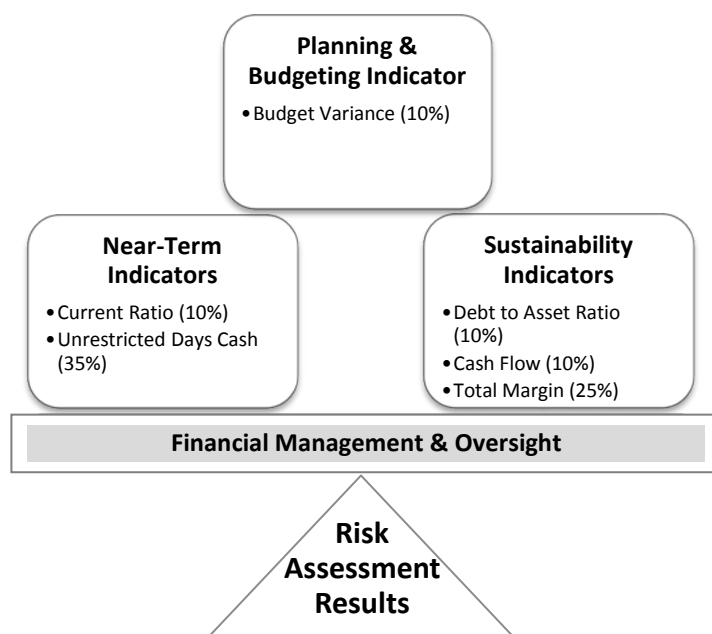 Planning &
Budgeting Indicator
•Budget Variance (10%)
Near-Term
Indicators
•Current Ratio (10%)
•Unrestricted Days Cash
(35%)
Sustainability
Indicators
•Debt to Asset Ratio
(10%)
•Cash Flow (10%)
•Total Margin (25%)
Financial Management & Oversight
Risk
Assessment
Results